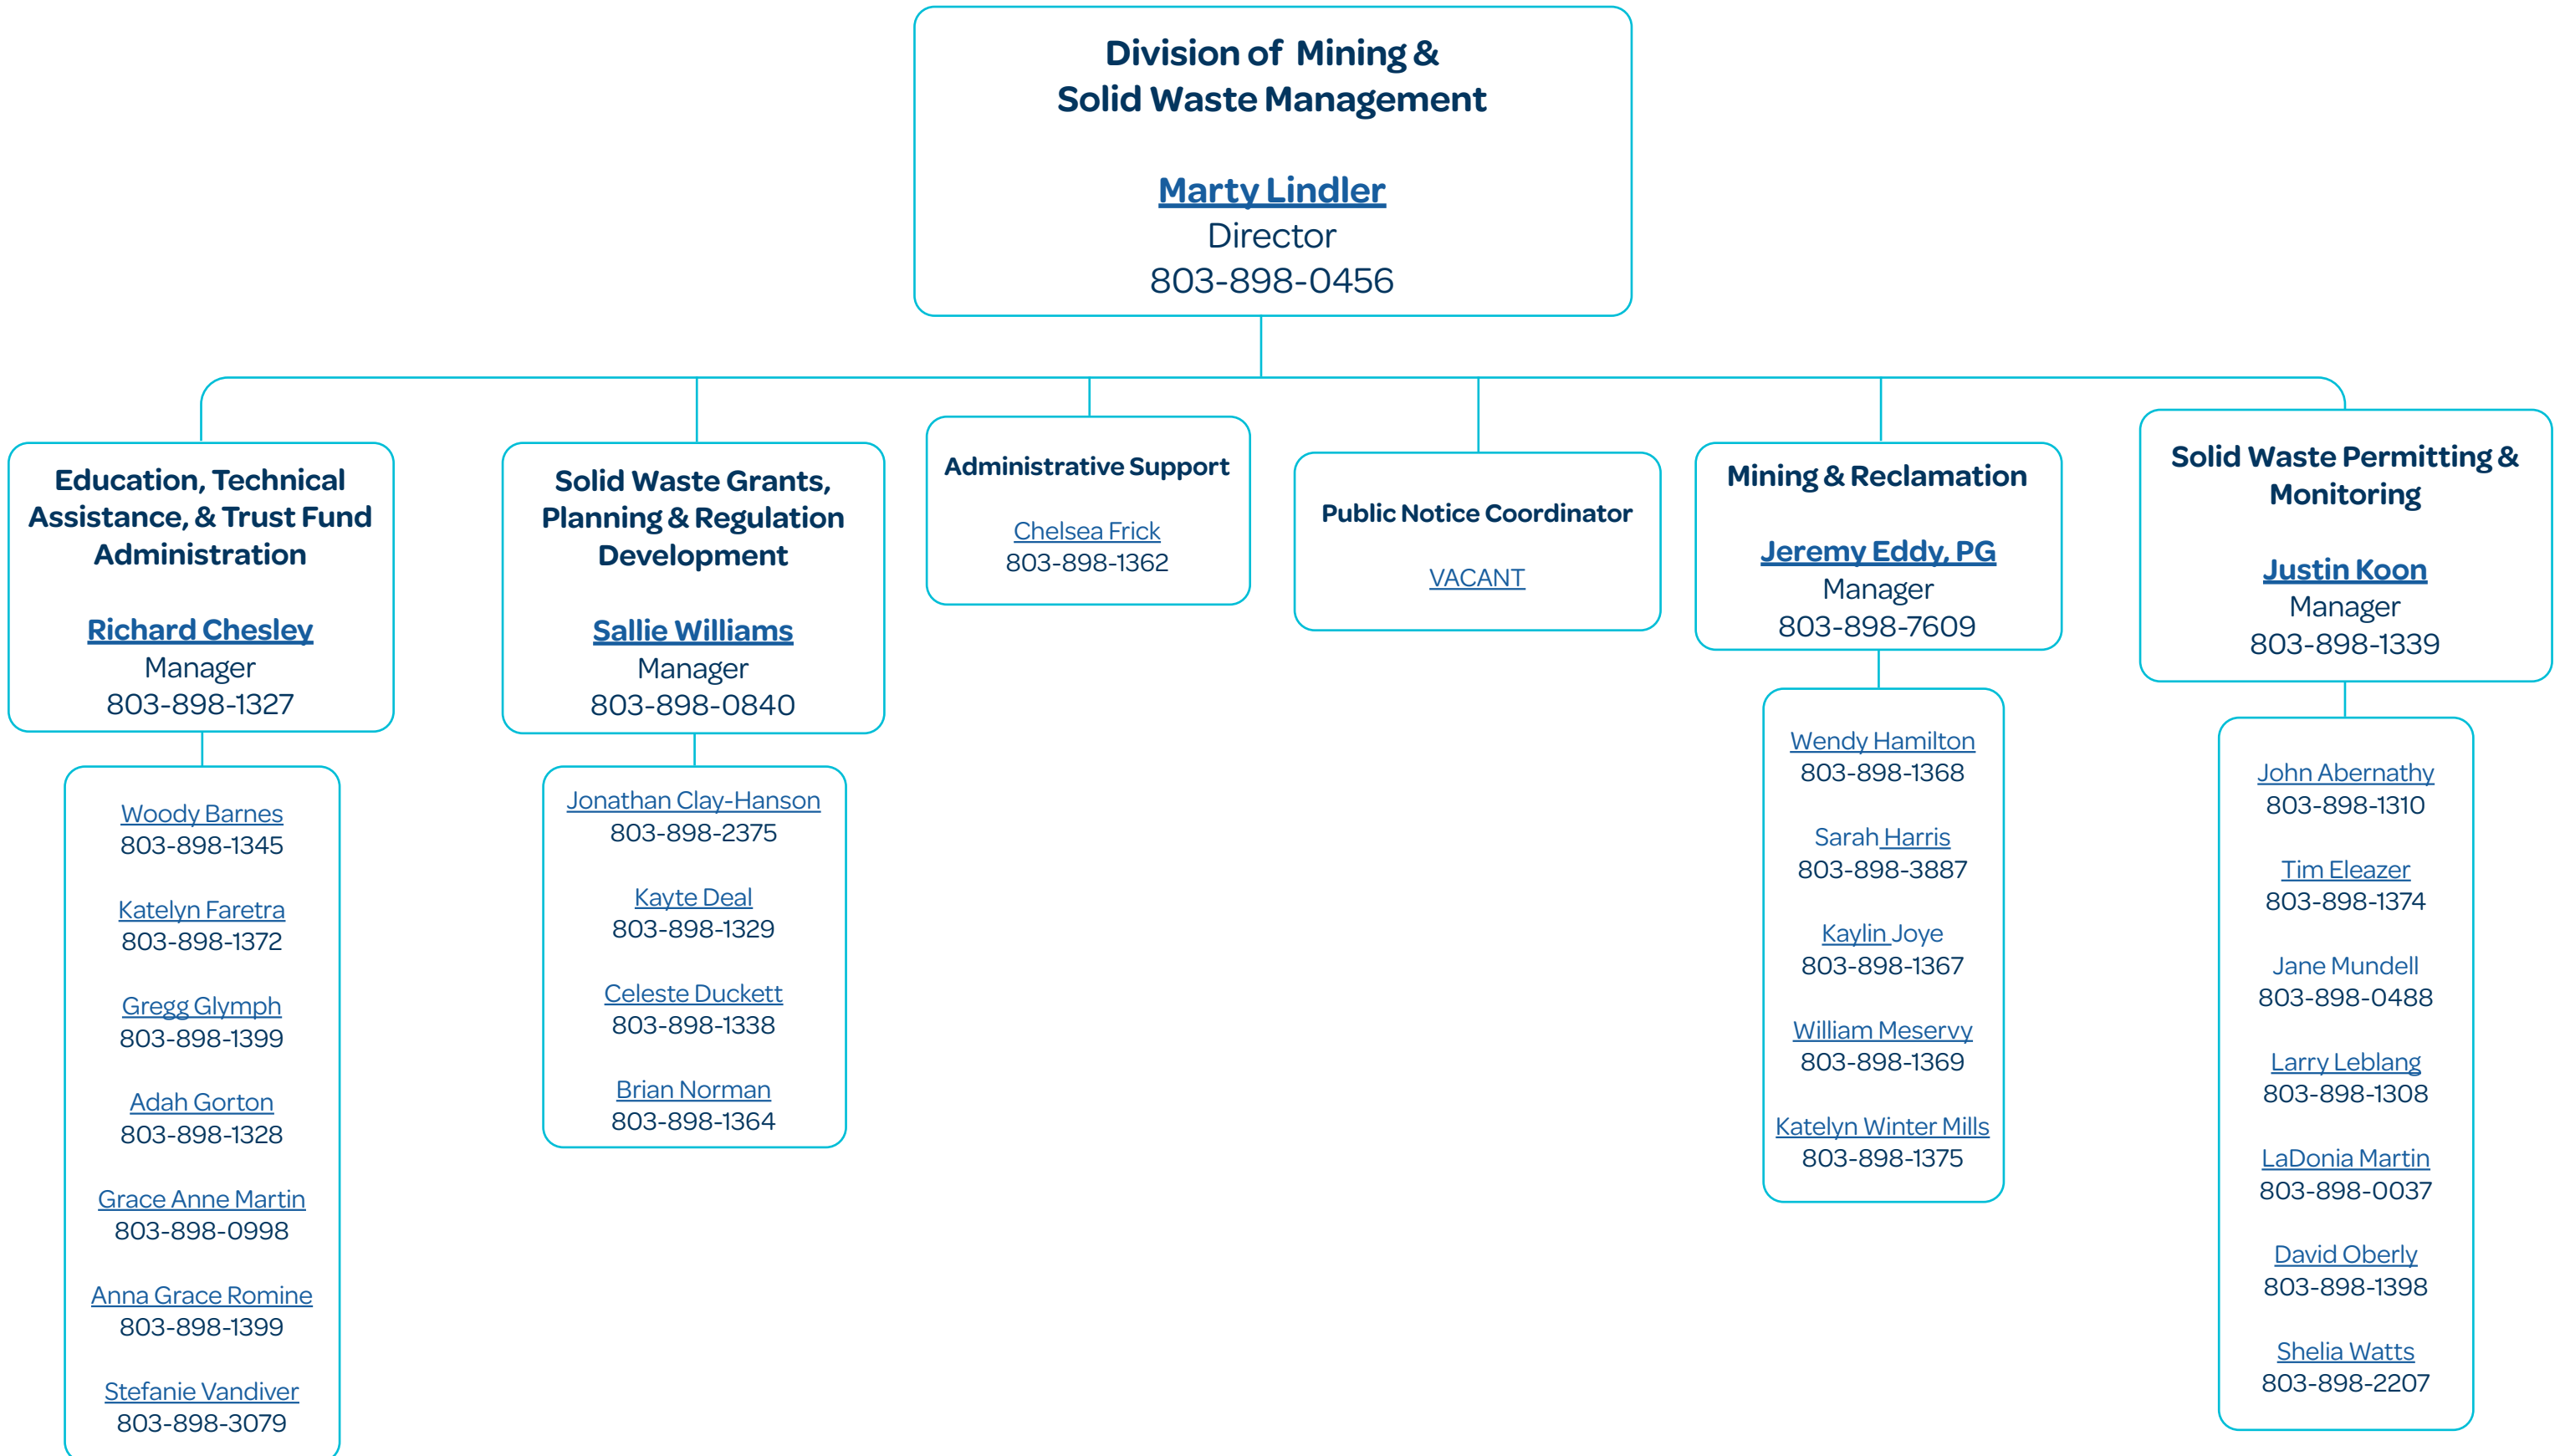 Division of Mining &
Solid Waste Management
Marty Lindler
Director
803-898-0456
Education, Technical
Assistance, & Trust Fund
Administration
Richard Chesley
Manager
803-898-1327
Woody Barnes
803-898-1345
Katelyn Faretra
803-898-1372
Gregg Glymph
803-898-1399
Adah Gorton
803-898-1328
Grace Anne Martin
803-898-0998
Anna Grace Romine
803-898-1399
Stefanie Vandiver
803-898-3079
Solid Waste Grants,
Planning & Regulation
Development
Sallie Williams
Manager
803-898-0840
Jonathan Clay-Hanson
803-898-2375
Kayte Deal
803-898-1329
Celeste Duckett
803-898-1338
Brian Norman
803-898-1364
Administrative Support
Chelsea Frick
803-898-1362
Public Notice Coordinator
VACANT
Mining & Reclamation
Jeremy Eddy, PG
Manager
803-898-7609
Wendy Hamilton
803-898-1368
Sarah Harris
803-898-3887
Kaylin Joye
803-898-1367
William Meservy
803-898-1369
Katelyn Winter Mills
803-898-1375
Solid Waste Permitting &
Monitoring
Justin Koon
Manager
803-898-1339
John Abernathy
803-898-1310
Tim Eleazer
803-898-1374
Jane Mundell
803-898-0488
Larry Leblang
803-898-1308
LaDonia Martin
803-898-0037
David Oberly
803-898-1398
Shelia Watts
803-898-2207